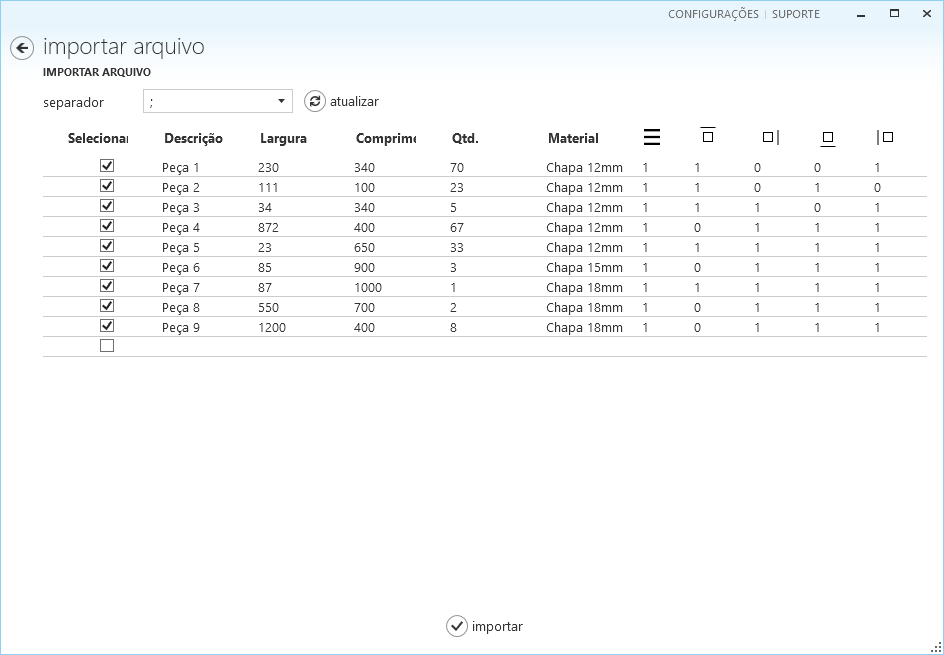 CONFIGURAÇÕES | SUPORTE
importar arquivo
IMPORTAR ARQUIVO
separador ; atualizar
Selecionar Descrição Largura Comprime Qtd. Material
Peça 1 230 340 70 Chapa 12mm 1 1 0 0 1
Peça 2 111 100 23 Chapa 12mm 1 1 0 1 0
Peça 3 34 340 5 Chapa 12mm 1 1 1 0 1
Peça 4 872 400 67 Chapa 12mm 1 0 1 1 1
Peça 5 23 650 33 Chapa 12mm 1 1 1 1 1
Peça 6 85 900 3 Chapa 15mm 1 0 1 1 1
Peça 7 87 1000 1 Chapa 18mm 1 1 1 1 1
Peça 8 550 700 2 Chapa 18mm 1 0 1 1 1
Peça 9 1200 400 8 Chapa 18mm 1 0 1 1 1
importar